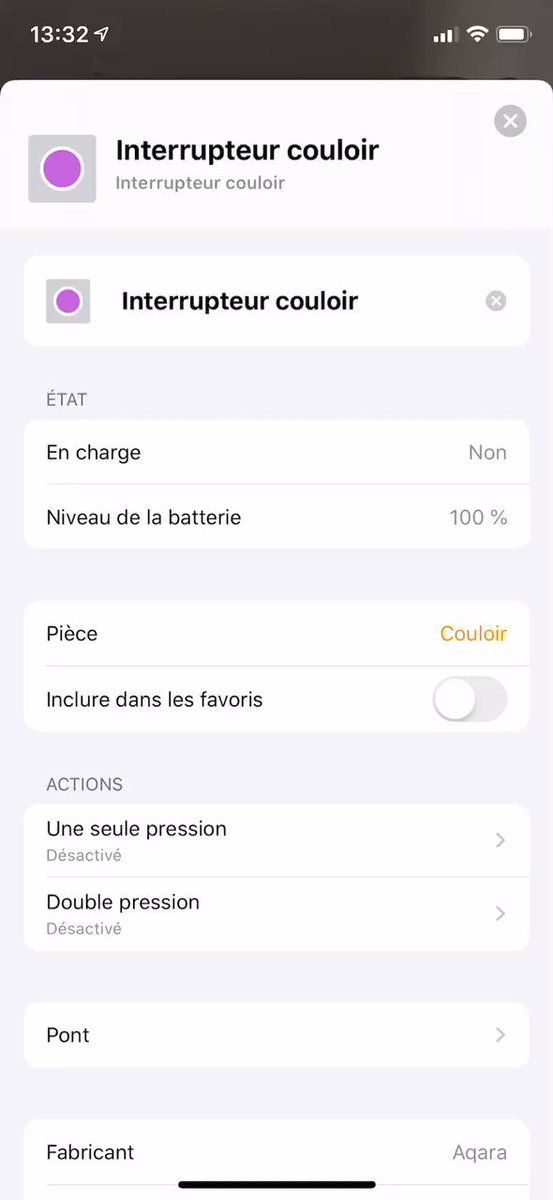 13:32
Interrupteur couloir
Interrupteur couloir
Interrupteur couloir
ÉTAT
En charge Non
Niveau de la batterie 100 %
Pièce Couloir
Inclure dans les favoris
ACTIONS
Une seule pression
Désactivé
Double pression
Désactivé
Pont
Fabricant Aqara